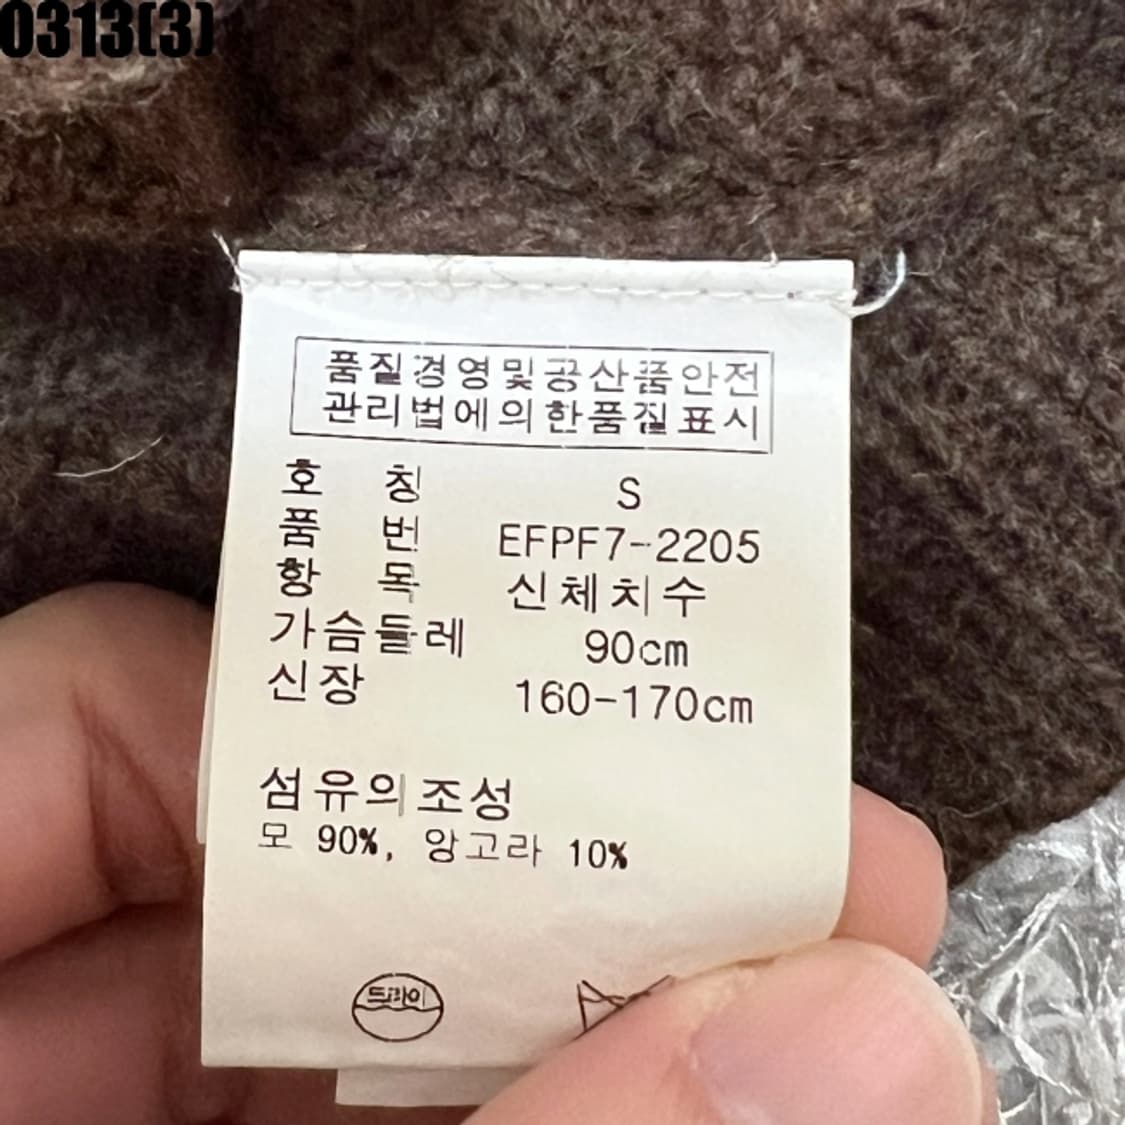 0313(3)
품질경영및공산품안전
관리법에의한품질표시
호 칭 S
품 번 EFPF7-2205
항 목 신체치수
가슴둘레 90cm
신장 160-170cm
섬유의조성
모 90%, 앙고라 10%
드라이